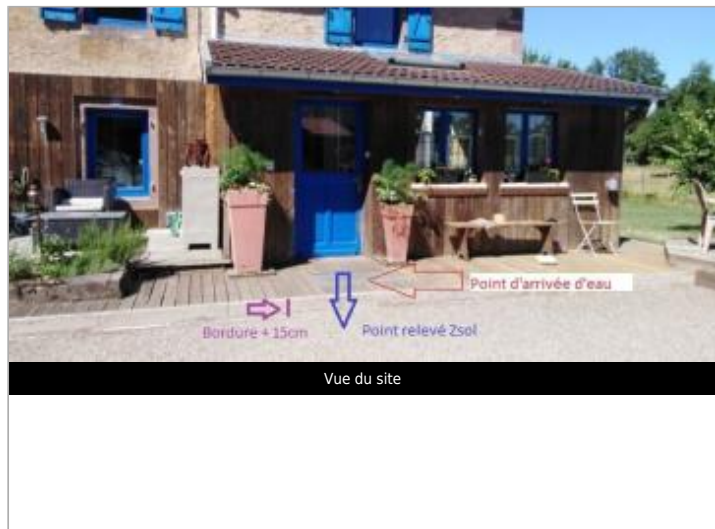 Point d'arrivée d'eau
Bordure + 15cm
Point relevé Zsol
Vue du site